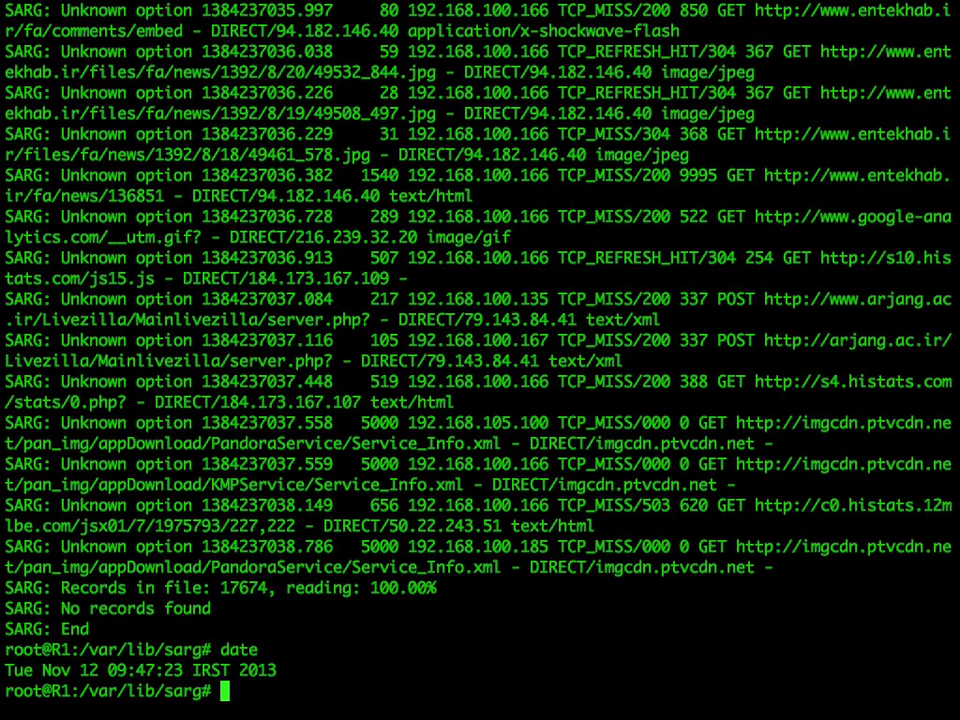 SARG: Unknown option 1384237035.997     80 192.168.100.166 TCP_MISS/200 850 GET http://www.entekhab.i
r/fa/comments/embed - DIRECT/94.182.146.40 application/x-shockwave-flash
SARG: Unknown option 1384237036.038     59 192.168.100.166 TCP_REFRESH_HIT/304 367 GET http://www.ent
ekhab.ir/files/fa/news/1392/8/20/49532_844.jpg - DIRECT/94.182.146.40 image/jpeg
SARG: Unknown option 1384237036.226     28 192.168.100.166 TCP_REFRESH_HIT/304 367 GET http://www.ent
ekhab.ir/files/fa/news/1392/8/19/49508_497.jpg - DIRECT/94.182.146.40 image/jpeg
SARG: Unknown option 1384237036.229     31 192.168.100.166 TCP_MISS/304 368 GET http://www.entekhab.i
r/files/fa/news/1392/8/18/49461_578.jpg - DIRECT/94.182.146.40 image/jpeg
SARG: Unknown option 1384237036.382   1540 192.168.100.166 TCP_MISS/200 9995 GET http://www.entekhab.
ir/fa/news/136851 - DIRECT/94.182.146.40 text/html
SARG: Unknown option 1384237036.728    289 192.168.100.166 TCP_MISS/200 522 GET http://www.google-ana
lytics.com/__utm.gif? - DIRECT/216.239.32.20 image/gif
SARG: Unknown option 1384237036.913    507 192.168.100.166 TCP_REFRESH_HIT/304 254 GET http://s10.his
tats.com/js15.js - DIRECT/184.173.167.109 -
SARG: Unknown option 1384237037.084    217 192.168.100.135 TCP_MISS/200 337 POST http://www.arjang.ac
.ir/Livezilla/Mainlivezilla/server.php? - DIRECT/79.143.84.41 text/xml
SARG: Unknown option 1384237037.116    105 192.168.100.167 TCP_MISS/200 337 POST http://arjang.ac.ir/
Livezilla/Mainlivezilla/server.php? - DIRECT/79.143.84.41 text/xml
SARG: Unknown option 1384237037.448    519 192.168.100.166 TCP_MISS/200 388 GET http://s4.histats.com
/stats/0.php? - DIRECT/184.173.167.107 text/html
SARG: Unknown option 1384237037.558   5000 192.168.105.100 TCP_MISS/000 0 GET http://imgcdn.ptvcdn.ne
t/pan_img/appDownload/PandoraService/Service_Info.xml - DIRECT/imgcdn.ptvcdn.net -
SARG: Unknown option 1384237037.559   5000 192.168.100.166 TCP_MISS/000 0 GET http://imgcdn.ptvcdn.ne
t/pan_img/appDownload/KMPService/Service_Info.xml - DIRECT/imgcdn.ptvcdn.net -
SARG: Unknown option 1384237038.149    656 192.168.100.166 TCP_MISS/503 620 GET http://c0.histats.12m
lbe.com/jsx01/7/1975793/227,222 - DIRECT/50.22.243.51 text/html
SARG: Unknown option 1384237038.786   5000 192.168.100.185 TCP_MISS/000 0 GET http://imgcdn.ptvcdn.ne
t/pan_img/appDownload/PandoraService/Service_Info.xml - DIRECT/imgcdn.ptvcdn.net -
SARG: Records in file: 17674, reading: 100.00%
SARG: No records found
SARG: End
root@R1:/var/lib/sarg# date
Tue Nov 12 09:47:23 IRST 2013
root@R1:/var/lib/sarg#